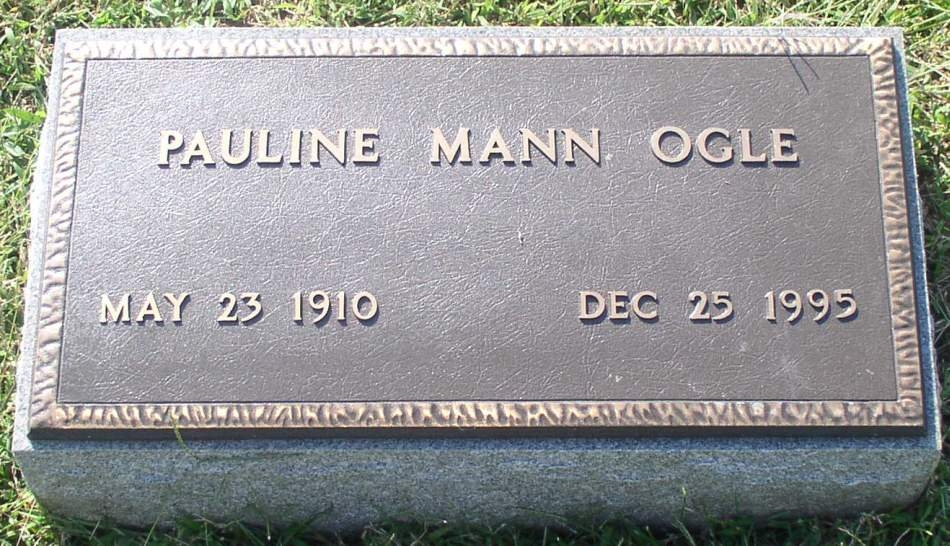 PAULINE MANN OGLE
MAY 23 1910 DEC 25 1995